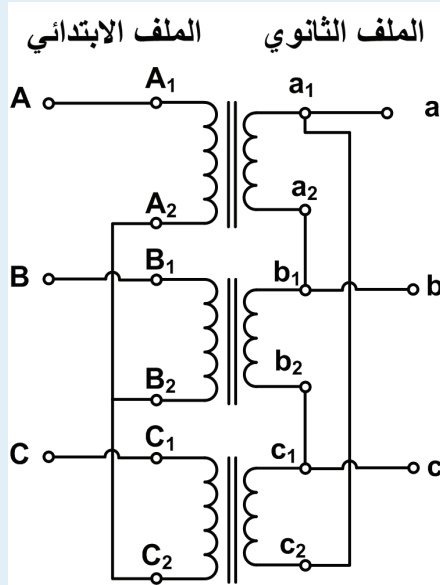 الملف الابتدائي الملف الثانوي
A A₁ a₁ a
A₂ a₂
B B₁ b₁ b
B₂ b₂
C C₁ c₁ c
C₂ c₂